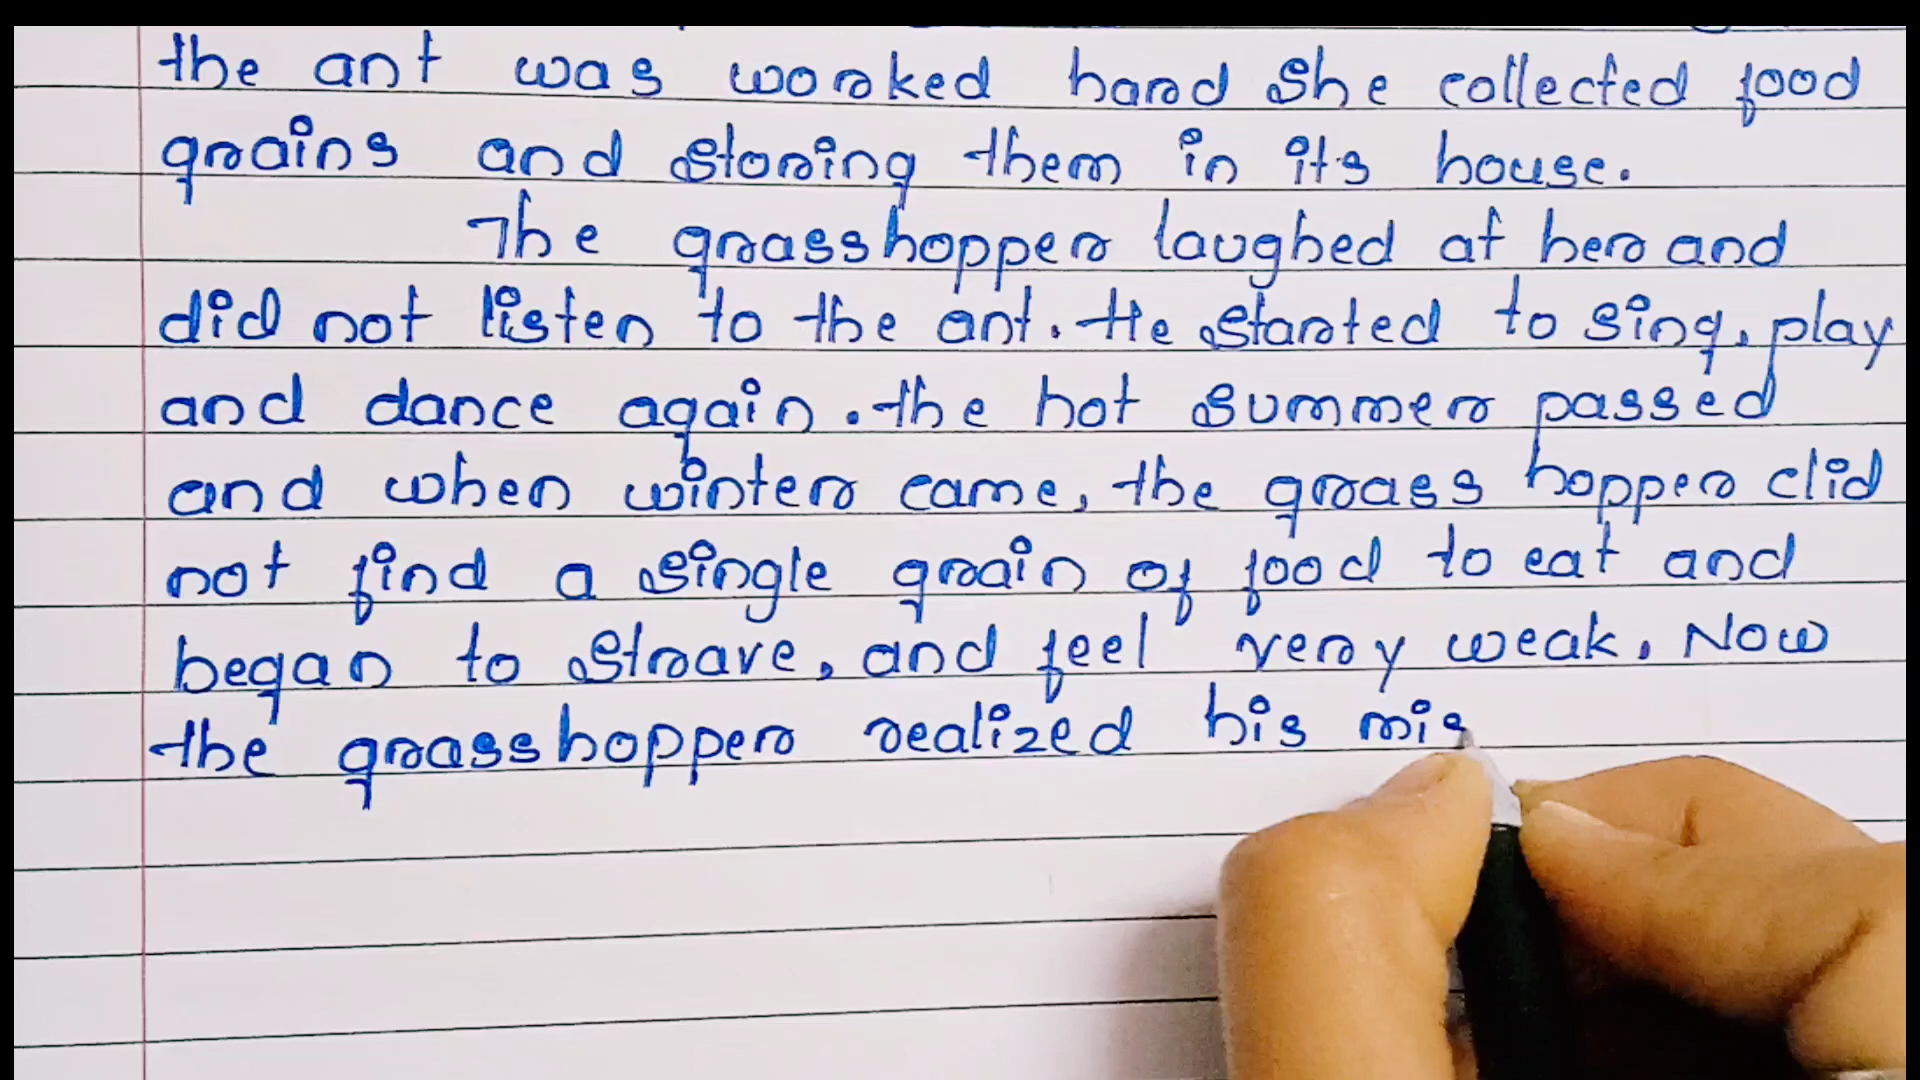 the ant was worked hard She collected food
grains and storing them in its house.
The grasshopper laughed at her and
did not listen to the ant. He started to sing, play
and dance again. the hot summer passed
and when winter came, the grass hopper did
not find a single grain of food to eat and
began to strave, and feel very weak. Now
the grasshopper realized his mis